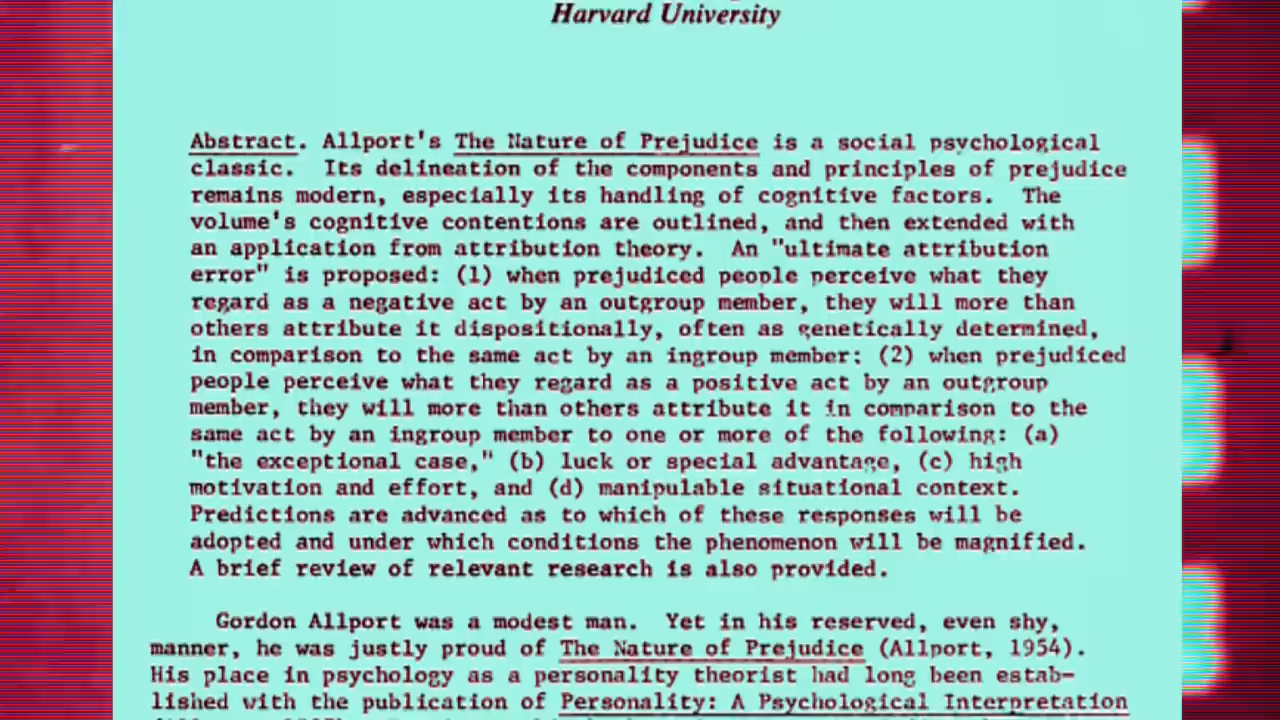 Harvard University
Abstract. Allport's The Nature of Prejudice is a social psychological
classic. Its delineation of the components and principles of prejudice
remains modern, especially its handling of cognitive factors. The
volume's cognitive contentions are outlined, and then extended with
an application from attribution theory. An "ultimate attribution
error" is proposed: (1) when prejudiced people perceive what they
regard as a negative act by an outgroup member, they will more than
others attribute it dispositionally, often as genetically determined,
in comparison to the same act by an ingroup member: (2) when prejudiced
people perceive what they regard as a positive act by an outgroup
member, they will more than others attribute it in comparison to the
same act by an ingroup member to one or more of the following: (a)
"the exceptional case," (b) luck or special advantage, (c) high
motivation and effort, and (d) manipulable situational context.
Predictions are advanced as to which of these responses will be
adopted and under which conditions the phenomenon will be magnified.
A brief review of relevant research is also provided.
Gordon Allport was a modest man. Yet in his reserved, even shy,
manner, he was justly proud of The Nature of Prejudice (Allport, 1954).
His place in psychology as a personality theorist had long been estab-
lished with the publication of Personality: A Psychological Interpretation